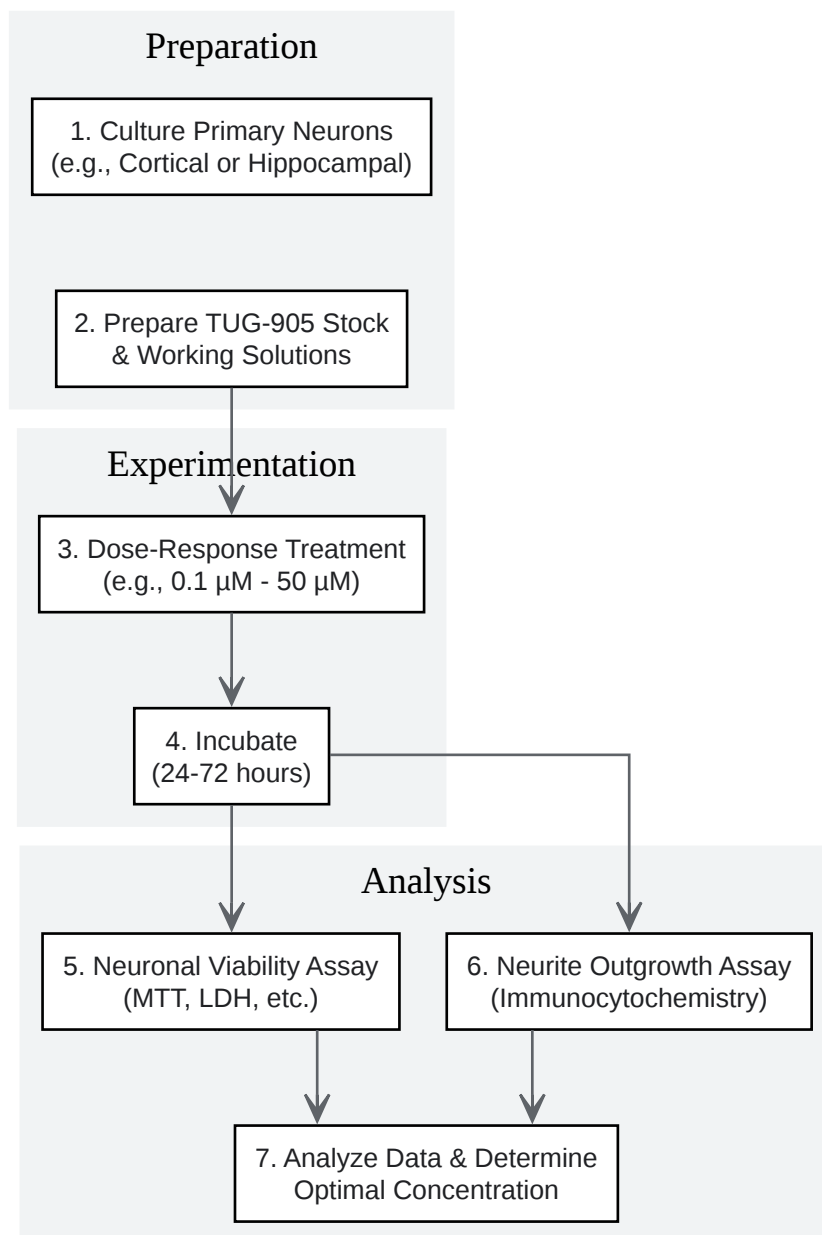 Preparation
1. Culture Primary Neurons
(e.g., Cortical or Hippocampal)
2. Prepare TUG-905 Stock
& Working Solutions
Experimentation
3. Dose-Response Treatment
(e.g., 0.1 µM - 50 µM)
4. Incubate
(24-72 hours)
Analysis
5. Neuronal Viability Assay
(MTT, LDH, etc.)
6. Neurite Outgrowth Assay
(Immunocytochemistry)
7. Analyze Data & Determine
Optimal Concentration